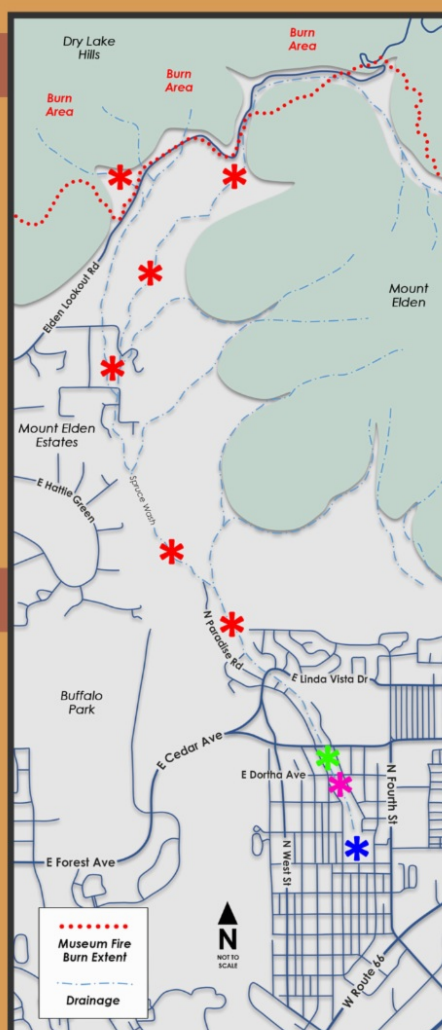 Dry Lake
Hills
Burn
Area
Burn
Area
Burn
Area
Elden Lookout Rd
Mount
Elden
Mount Elden
Estates
E Hattie Green
Spruce Wash
N Paradise Rd
E Linda Vista Dr
Buffalo
Park
E Cedar Ave
E Dortha Ave
N Fourth St
N West St
E Forest Ave
W Route 66
N
NOT TO
SCALE
Museum Fire
Burn Extent
Drainage